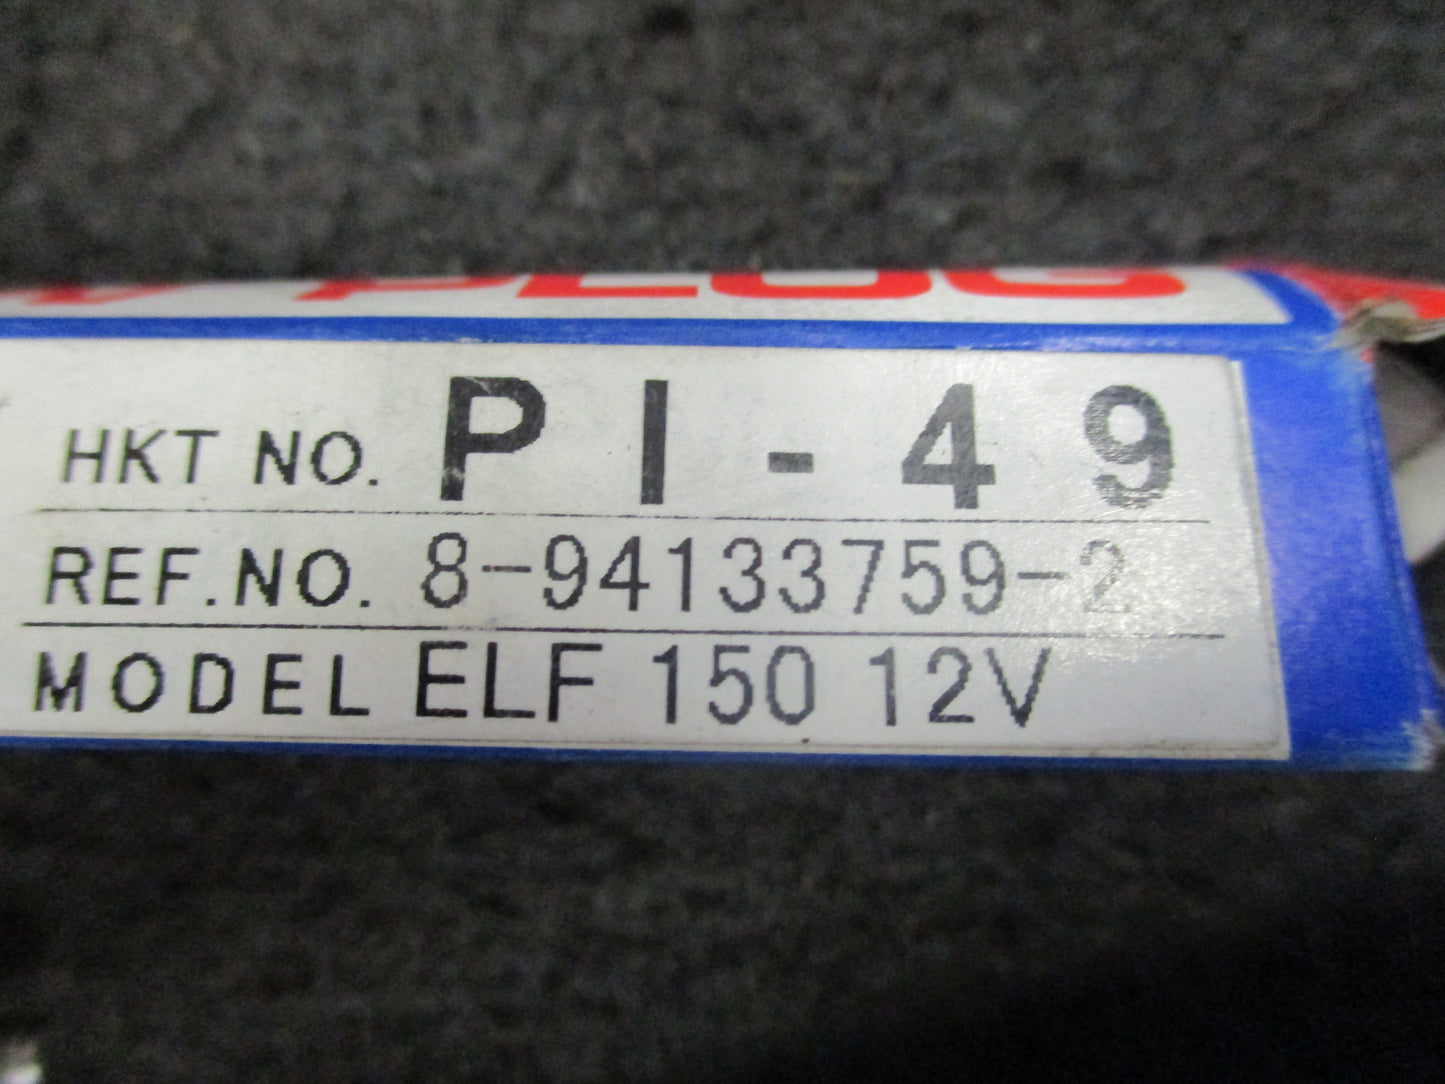 PLUG
HKT NO. PI-49
REF.NO. 8-94133759-2
MODEL ELF 150 12V